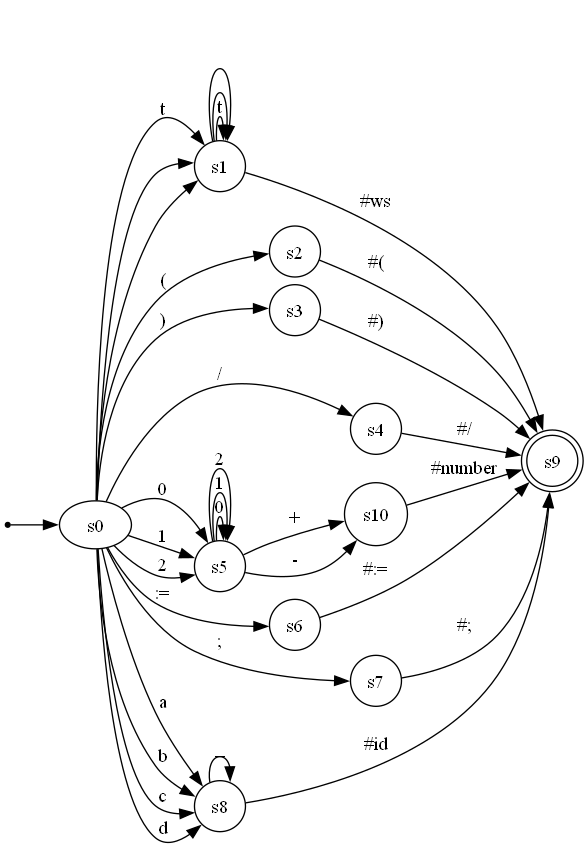 t
t
s1
#ws
s2
(
#(
s3
)
#)
/
s4
#/
s9
#number
2
1
0
0
s10
+
s0
1
s5
-
2
#:=
:=
s6
;
#;
s7
a
#id
b
_
c
s8
d